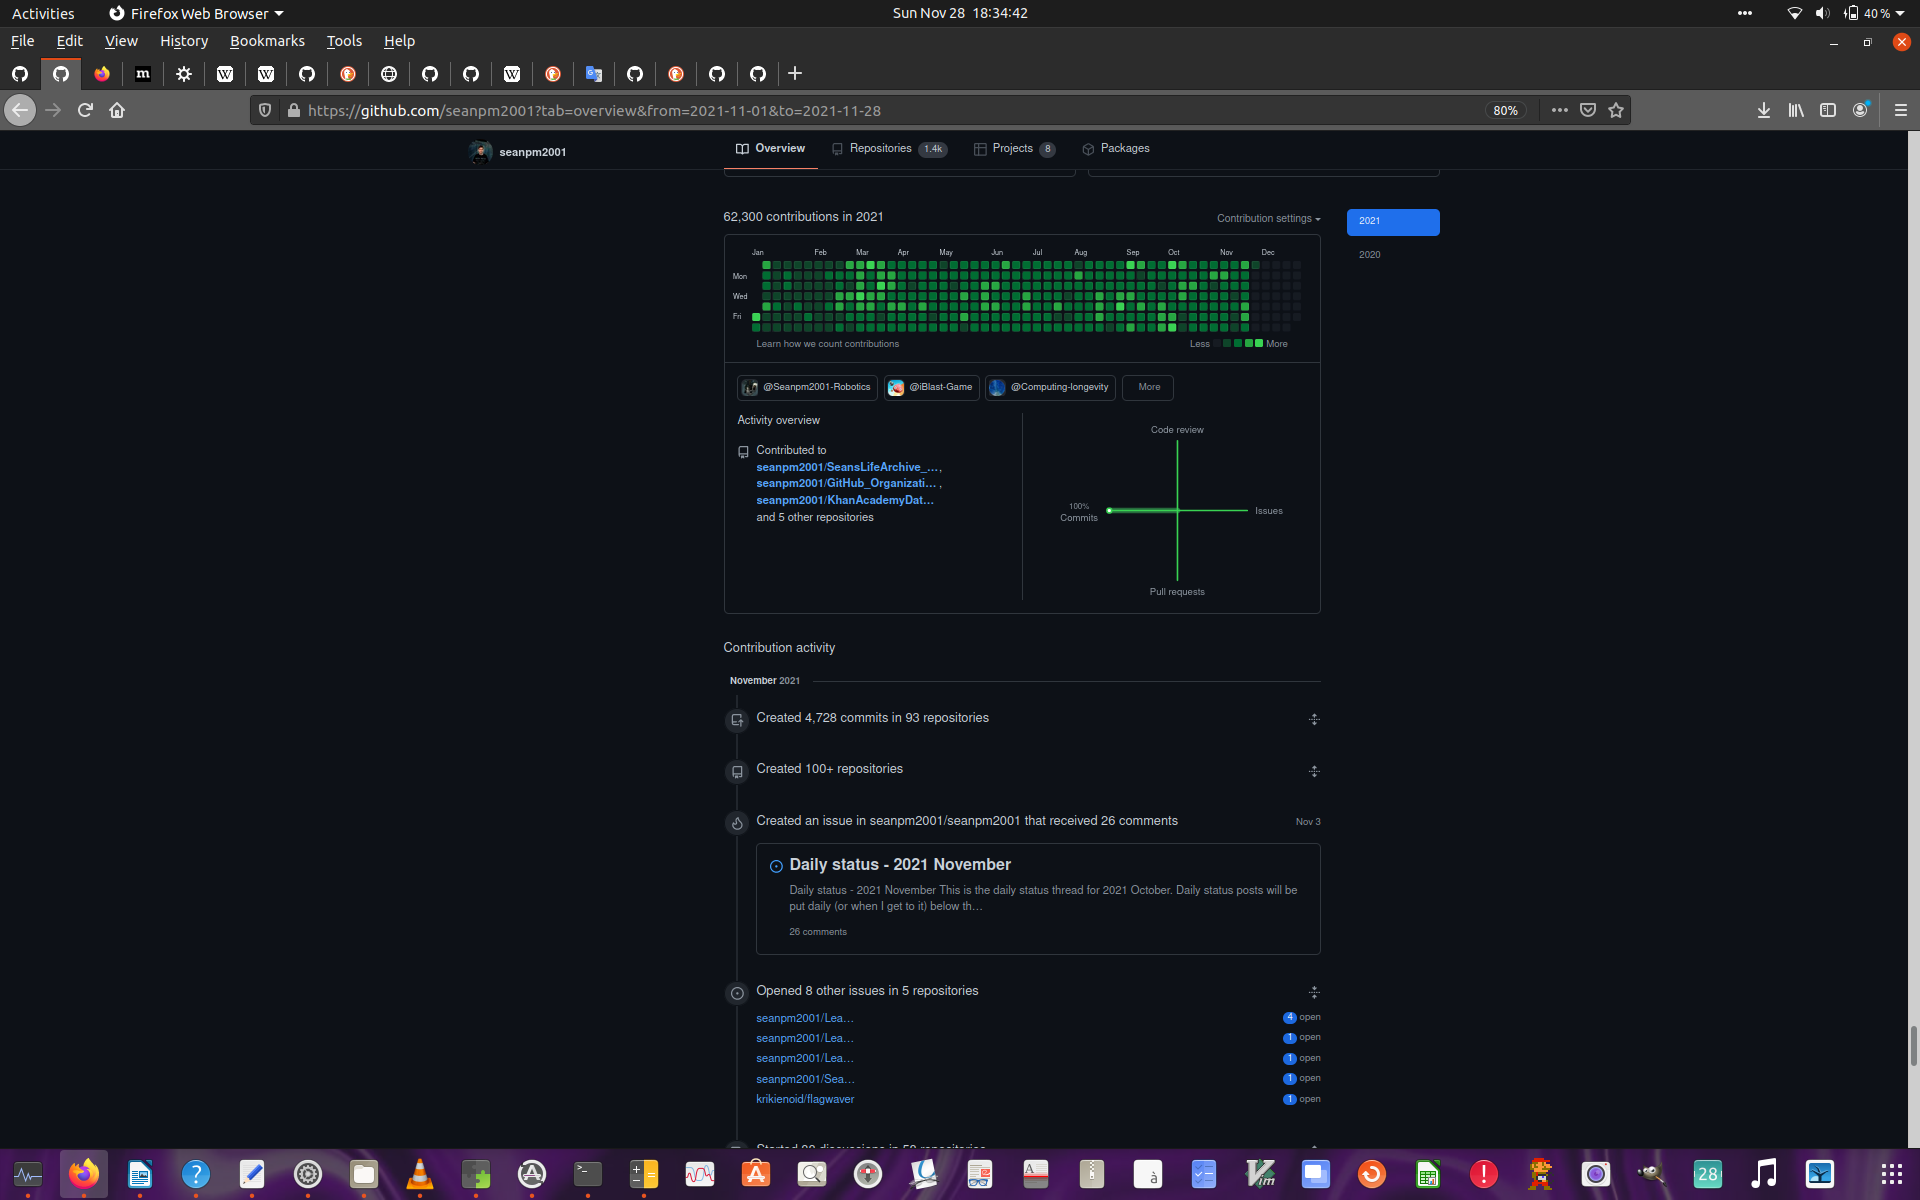 Activities
Firefox Web Browser
Sun Nov 28 18:34:42
40 %
File Edit View History Bookmarks Tools Help
https://github.com/seanpm2001?tab=overview&from=2021-11-01&to=2021-11-28
80%
seanpm2001
Overview
Repositories 1.4k
Projects 8
Packages
62,300 contributions in 2021
Contribution settings
2021
2020
Jan Feb Mar Apr May Jun Jul Aug Sep Oct Nov Dec
Mon
Wed
Fri
Learn how we count contributions
Less
More
@Seanpm2001-Robotics
@iBlast-Game
@Computing-longevity
More
Activity overview
Contributed to
seanpm2001/SeansLifeArchive_…,
seanpm2001/GitHub_Organizati… ,
seanpm2001/KhanAcademyDat…
and 5 other repositories
Code review
100%
Commits
Issues
Pull requests
Contribution activity
November 2021
Created 4,728 commits in 93 repositories
Created 100+ repositories
Created an issue in seanpm2001/seanpm2001 that received 26 comments
Nov 3
Daily status - 2021 November
Daily status - 2021 November This is the daily status thread for 2021 October. Daily status posts will be
put daily (or when I get to it) below th…
26 comments
Opened 8 other issues in 5 repositories
seanpm2001/Lea… 4 open
seanpm2001/Lea… 1 open
seanpm2001/Lea… 1 open
seanpm2001/Sea… 1 open
krikienoid/flagwaver 1 open
28